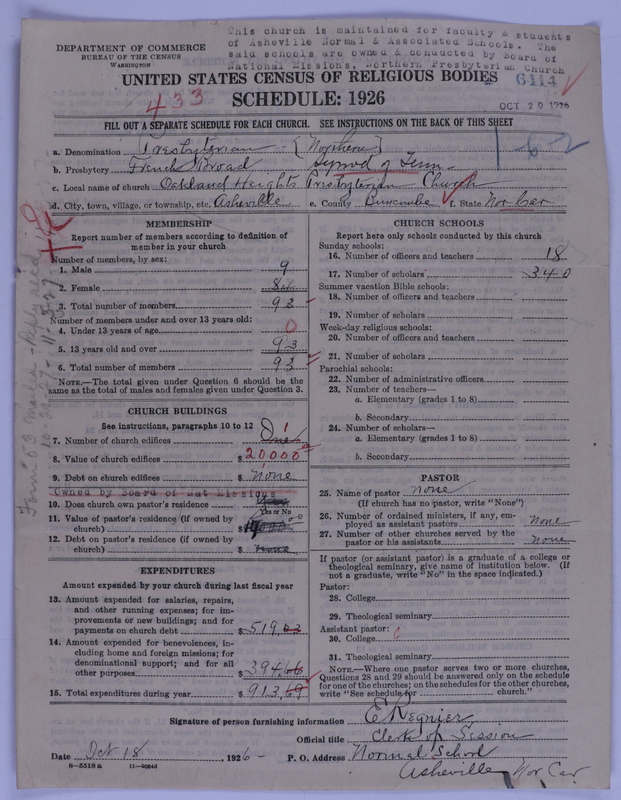 This church is maintained for faculty & students
of Asheville Normal & Associated Schools. The
said schools are owned & conducted by Board of
National Missions, Northern Presbyterian Church
DEPARTMENT OF COMMERCE
BUREAU OF THE CENSUS
WASHINGTON
UNITED STATES CENSUS OF RELIGIOUS BODIES
6114
433
SCHEDULE: 1926
OCT 20 1926
FILL OUT A SEPARATE SCHEDULE FOR EACH CHURCH. SEE INSTRUCTIONS ON THE BACK OF THIS SHEET
a. Denomination Presbyterian - [Northern]
b. Presbytery French Broad Synod of Tenn.
c. Local name of church Oakland Heights Presbyterian Church
d. City, town, village, or township, etc. Asheville e. County Buncombe f. State Nor Car
MEMBERSHIP
Report number of members according to definition of
member in your church
Number of members, by sex:
1. Male 9
2. Female 84
3. Total number of members 93
Number of members under and over 13 years old:
4. Under 13 years of age 0
5. 13 years old and over 93
6. Total number of members 93
NOTE.—The total given under Question 6 should be the
same as the total of males and females given under Question 3.
CHURCH BUILDINGS
See instructions, paragraphs 10 to 12
7. Number of church edifices One 1
8. Value of church edifices $ 20000
9. Debt on church edifices $ None
Owned by Board of Nat Missions
10. Does church own pastor's residence
Yes or No
11. Value of pastor's residence (if owned by
church) $
12. Debt on pastor's residence (if owned by
church) $ None
EXPENDITURES
Amount expended by your church during last fiscal year
13. Amount expended for salaries, repairs,
and other running expenses; for im-
provements or new buildings; and for
payments on church debt $ 519.03
14. Amount expended for benevolences, in-
cluding home and foreign missions; for
denominational support; and for all
other purposes $ 394.66
15. Total expenditures during year $ 913.69
CHURCH SCHOOLS
Report here only schools conducted by this church
Sunday schools:
16. Number of officers and teachers 18
17. Number of scholars 340
Summer vacation Bible schools:
18. Number of officers and teachers
19. Number of scholars
Week-day religious schools:
20. Number of officers and teachers
21. Number of scholars
Parochial schools:
22. Number of administrative officers
23. Number of teachers—
a. Elementary (grades 1 to 8)
b. Secondary
24. Number of scholars—
a. Elementary (grades 1 to 8)
b. Secondary
PASTOR
25. Name of pastor none
(If church has no pastor, write "None")
26. Number of ordained ministers, if any, em-
ployed as assistant pastors none
27. Number of other churches served by the
pastor or his assistants none
If pastor (or assistant pastor) is a graduate of a college or
theological seminary, give name of institution below. (If
not a graduate, write "No" in the space indicated.)
Pastor:
28. College
29. Theological seminary
Assistant pastor:
30. College
31. Theological seminary
NOTE.—Where one pastor serves two or more churches,
Questions 28 and 29 should be answered only on the schedule
for one of the churches; on the schedules for the other churches,
write "See schedule for church."
Signature of person furnishing information E Regnier
Official title Clerk of Session
Date Oct 18, 1926 P. O. Address Normal School
8—5318 a
Asheville Nor Car